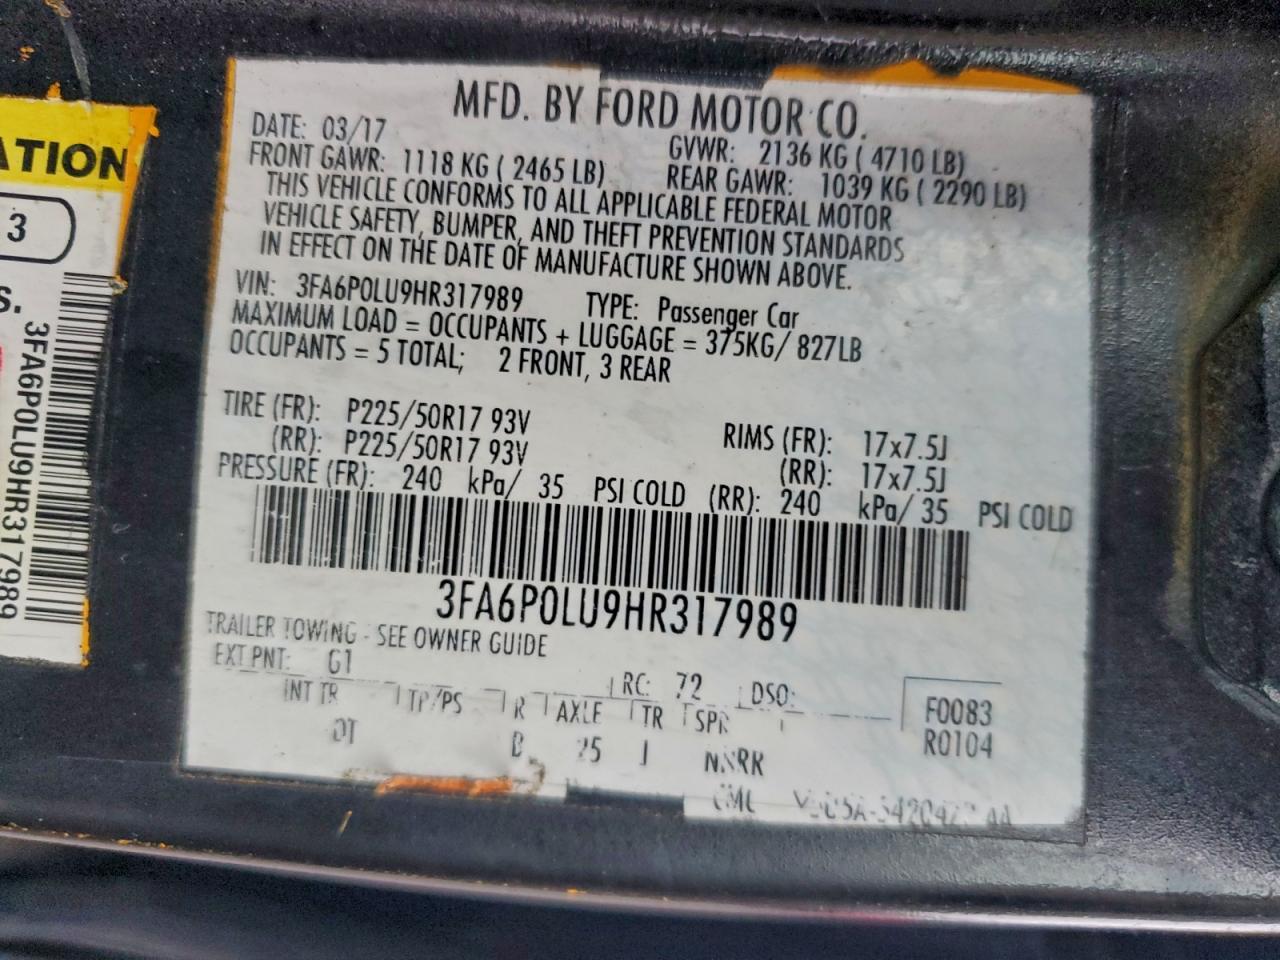 ATION
3
S.
3FA6P0LU9HR317989
MFD. BY FORD MOTOR CO.
DATE: 03/17 GVWR: 2136 KG ( 4710 LB)
FRONT GAWR: 1118 KG ( 2465 LB) REAR GAWR: 1039 KG ( 2290 LB)
THIS VEHICLE CONFORMS TO ALL APPLICABLE FEDERAL MOTOR
VEHICLE SAFETY, BUMPER, AND THEFT PREVENTION STANDARDS
IN EFFECT ON THE DATE OF MANUFACTURE SHOWN ABOVE.
VIN: 3FA6P0LU9HR317989 TYPE: Passenger Car
MAXIMUM LOAD = OCCUPANTS + LUGGAGE = 375KG/ 827LB
OCCUPANTS = 5 TOTAL; 2 FRONT, 3 REAR
TIRE (FR): P225/50R17 93V RIMS (FR): 17x7.5J
(RR): P225/50R17 93V (RR): 17x7.5J
PRESSURE (FR): 240 kPa/ 35 PSI COLD (RR): 240 kPa/ 35 PSI COLD
3FA6P0LU9HR317989
TRAILER TOWING - SEE OWNER GUIDE
EXT PNT: G1 RC: 72 DSO:
INT TR TP/PS R AXLE TR SPR F0083
J R0104